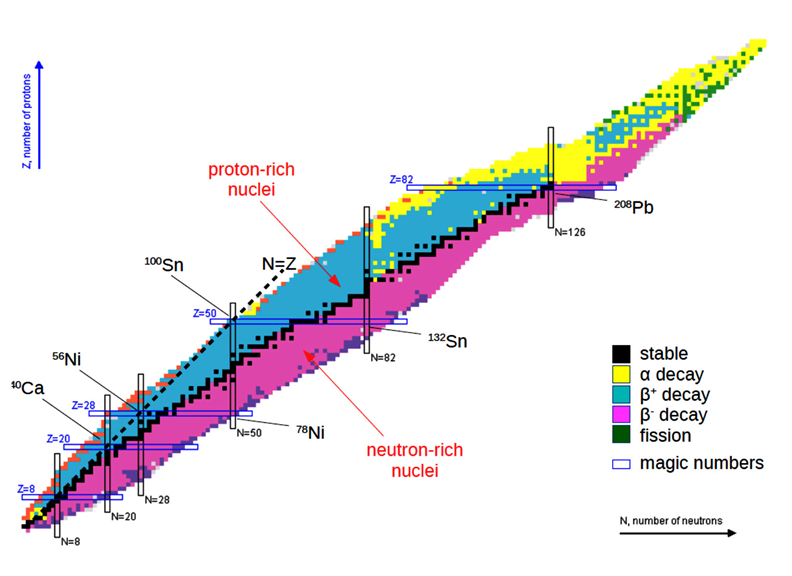 Z, number of protons
proton-rich
nuclei
Z=82
²⁰⁸Pb
N=126
N=Z
¹⁰⁰Sn
Z=50
¹³²Sn
N=82
⁵⁶Ni
⁴⁰Ca
Z=28
⁷⁸Ni
N=50
Z=20
neutron-rich
nuclei
Z=8
N=28
N=20
N=8
stable
α decay
β⁺ decay
β⁻ decay
fission
magic numbers
N, number of neutrons